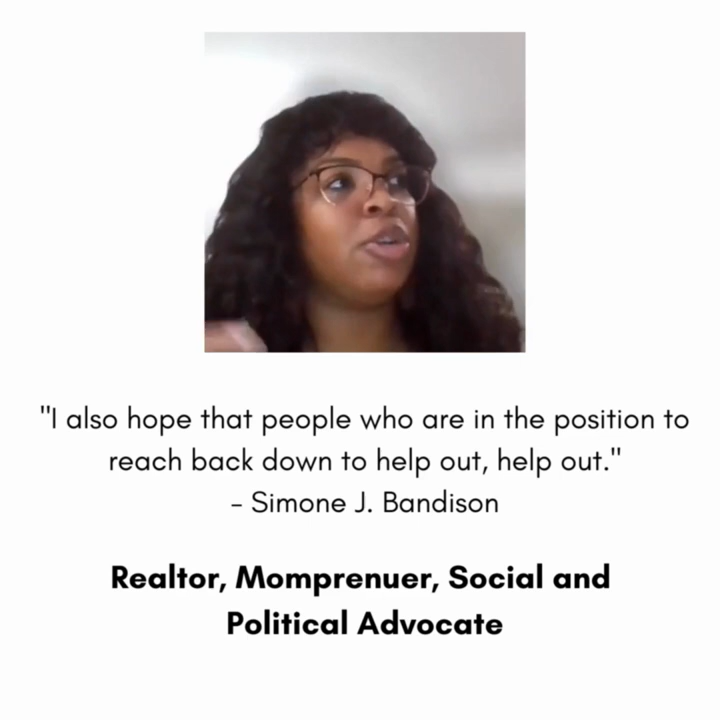 "I also hope that people who are in the position to
reach back down to help out, help out."
- Simone J. Bandison
Realtor, Momprenuer, Social and
Political Advocate